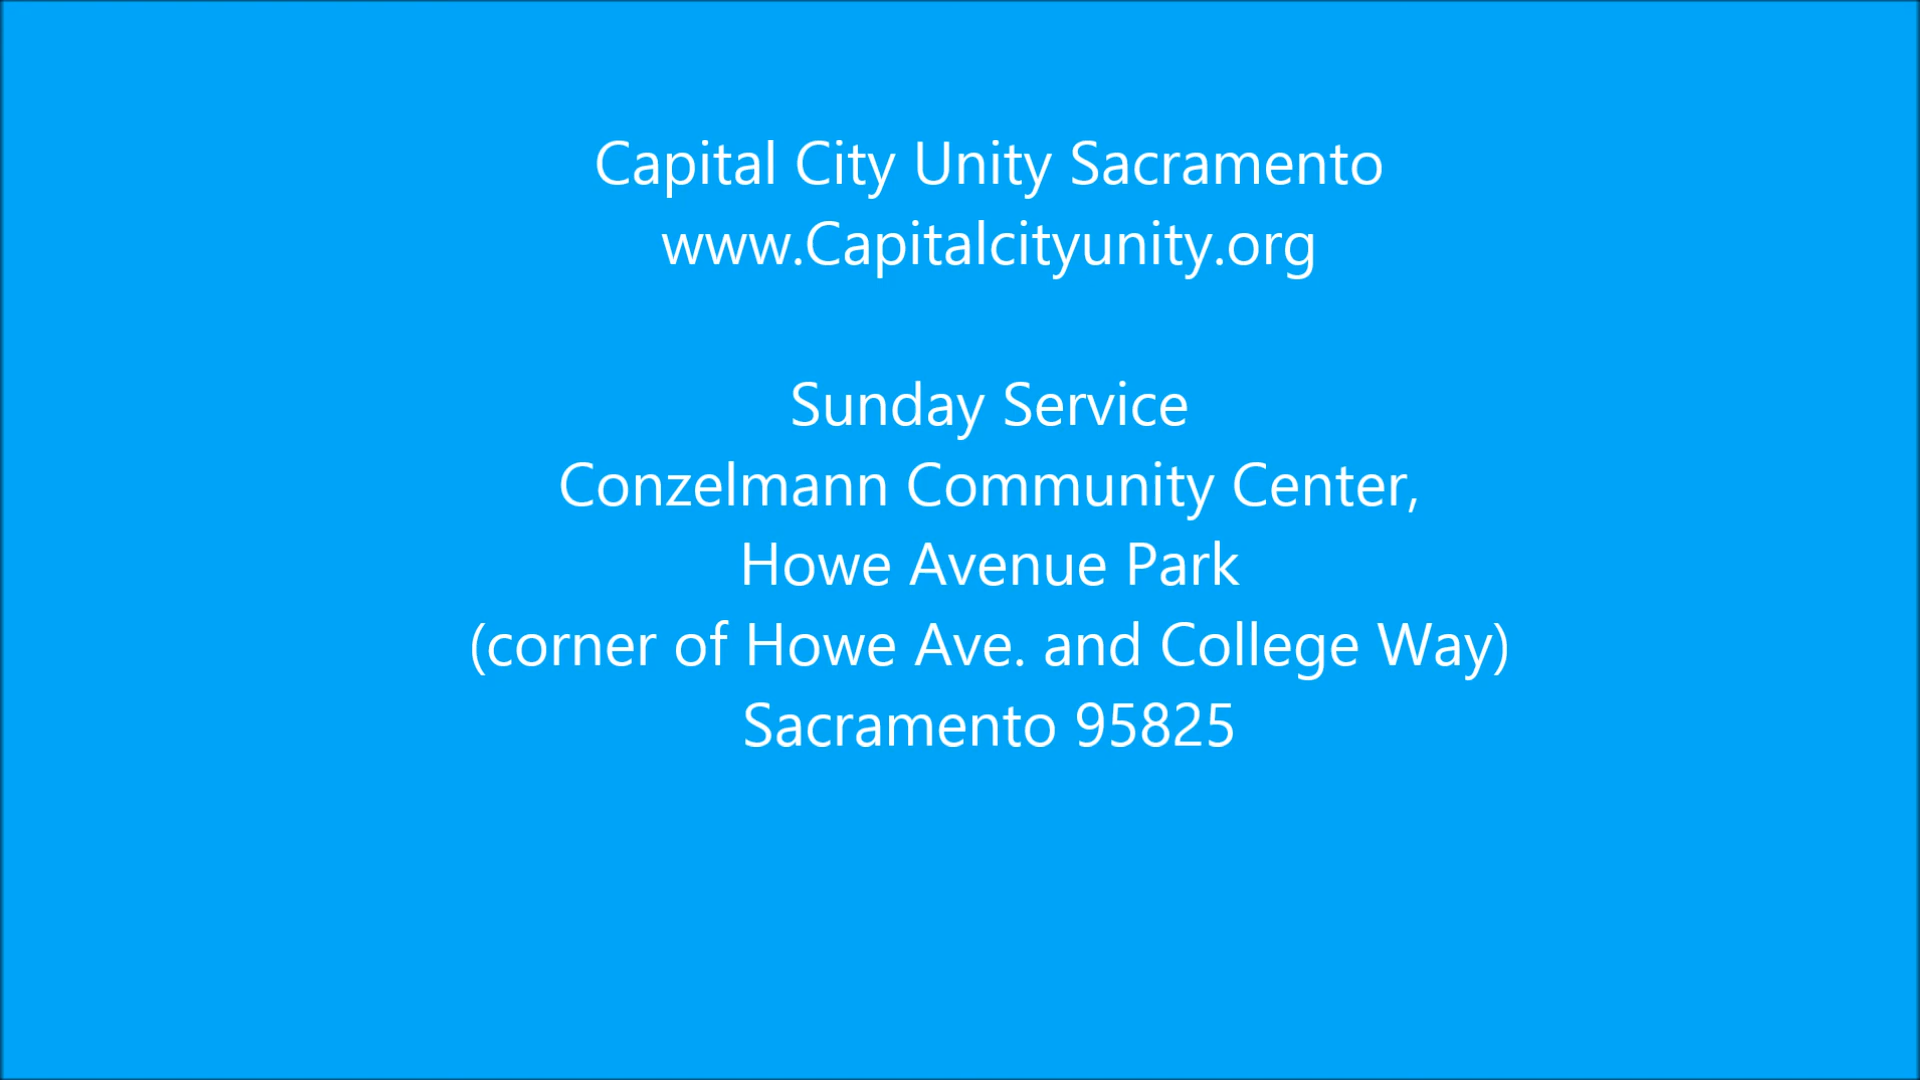 Capital City Unity Sacramento
www.Capitalcityunity.org
Sunday Service
Conzelmann Community Center,
Howe Avenue Park
(corner of Howe Ave. and College Way)
Sacramento 95825